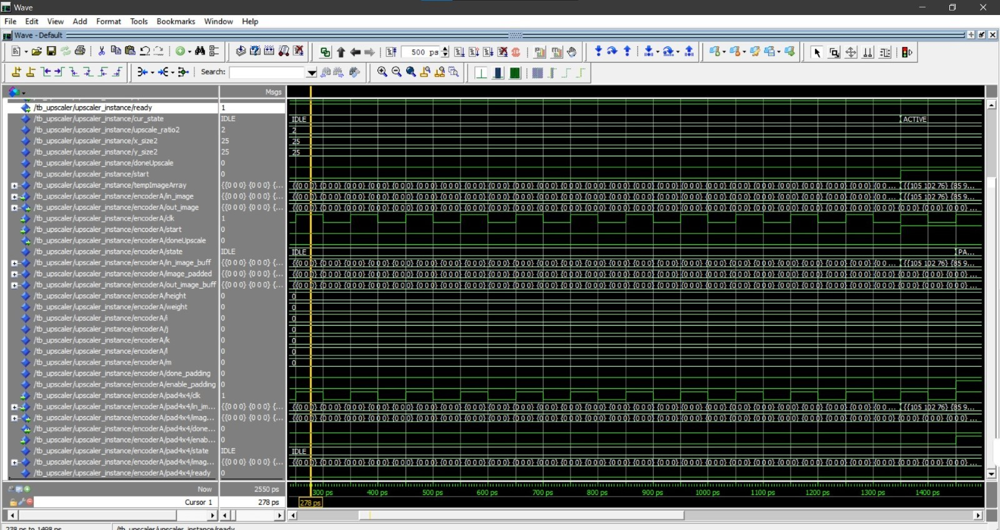 Wave
File Edit View Add Format Tools Bookmarks Window Help
Wave - Default
500 ps
Search:
Msgs
/tb_upscaler/upscaler_instance/ready 1
/tb_upscaler/upscaler_instance/cur_state IDLE IDLE ACTIVE
/tb_upscaler/upscaler_instance/upscale_ratio2 2 2
/tb_upscaler/upscaler_instance/x_size2 25 25
/tb_upscaler/upscaler_instance/y_size2 25 25
/tb_upscaler/upscaler_instance/doneUpscale 0
/tb_upscaler/upscaler_instance/start 0
/tb_upscaler/upscaler_instance/tempImageArray {{0 0 0} {0 0 0} {... {{0 0 0} {0 0 0} {0 0 0} {0 0 0} {0 0 0} {0 0 0} {0 0 0} {0 0 0} {0 0 0} {0 0 0} {0 0 0} {0 0 0} {0 0 0} {0 0 0} {0 0 0} {0 0 0} {0 0 0} {0 0 0} {0 0 0} {0 0 0} {0 0 0} {0 0 0} {0 0 0} {0 0 0} {0 0 ... {{105 102 76} {85 9...
/tb_upscaler/upscaler_instance/encoderA/in_image {{0 0 0} {0 0 0} {... {{0 0 0} {0 0 0} {0 0 0} {0 0 0} {0 0 0} {0 0 0} {0 0 0} {0 0 0} {0 0 0} {0 0 0} {0 0 0} {0 0 0} {0 0 0} {0 0 0} {0 0 0} {0 0 0} {0 0 0} {0 0 0} {0 0 0} {0 0 0} {0 0 0} {0 0 0} {0 0 0} {0 0 0} {0 0 ... {{105 102 76} {85 9...
/tb_upscaler/upscaler_instance/encoderA/out_image {{0 0 0} {0 0 0} {... {{0 0 0} {0 0 0} {0 0 0} {0 0 0} {0 0 0} {0 0 0} {0 0 0} {0 0 0} {0 0 0} {0 0 0} {0 0 0} {0 0 0} {0 0 0} {0 0 0} {0 0 0} {0 0 0} {0 0 0} {0 0 0} {0 0 0} {0 0 0} {0 0 0} {0 0 0} {0 0 0} {0 0 0} {0 0 0} {0 0 0} {0 0 0} {0 0 0} ...
/tb_upscaler/upscaler_instance/encoderA/clk 1
/tb_upscaler/upscaler_instance/encoderA/start 0
/tb_upscaler/upscaler_instance/encoderA/doneUpscale 0
/tb_upscaler/upscaler_instance/encoderA/state IDLE IDLE PA...
/tb_upscaler/upscaler_instance/encoderA/in_image_buff {{0 0 0} {0 0 0} {... {{0 0 0} {0 0 0} {0 0 0} {0 0 0} {0 0 0} {0 0 0} {0 0 0} {0 0 0} {0 0 0} {0 0 0} {0 0 0} {0 0 0} {0 0 0} {0 0 0} {0 0 0} {0 0 0} {0 0 0} {0 0 0} {0 0 0} {0 0 0} {0 0 0} {0 0 0} {0 0 0} {0 0 0} {0 0 ... {{105 102 76} {85 9...
/tb_upscaler/upscaler_instance/encoderA/image_padded {{0 0 0} {0 0 0} {... {{0 0 0} {0 0 0} {0 0 0} {0 0 0} {0 0 0} {0 0 0} {0 0 0} {0 0 0} {0 0 0} {0 0 0} {0 0 0} {0 0 0} {0 0 0} {0 0 0} {0 0 0} {0 0 0} {0 0 0} {0 0 0} {0 0 0} {0 0 0} {0 0 0} {0 0 0} {0 0 0} {0 0 0} {0 0 0} {0 0 0} {0 0 0} {0 0 0} ...
/tb_upscaler/upscaler_instance/encoderA/out_image_buff {{0 0 0} {0 0 0} {... {{0 0 0} {0 0 0} {0 0 0} {0 0 0} {0 0 0} {0 0 0} {0 0 0} {0 0 0} {0 0 0} {0 0 0} {0 0 0} {0 0 0} {0 0 0} {0 0 0} {0 0 0} {0 0 0} {0 0 0} {0 0 0} {0 0 0} {0 0 0} {0 0 0} {0 0 0} {0 0 0} {0 0 0} {0 0 0} {0 0 0} {0 0 0} {0 0 0} ...
/tb_upscaler/upscaler_instance/encoderA/height 0 0
/tb_upscaler/upscaler_instance/encoderA/weight 0 0
/tb_upscaler/upscaler_instance/encoderA/i 0 0
/tb_upscaler/upscaler_instance/encoderA/j 0 0
/tb_upscaler/upscaler_instance/encoderA/k 0 0
/tb_upscaler/upscaler_instance/encoderA/l 0 0
/tb_upscaler/upscaler_instance/encoderA/m 0 0
/tb_upscaler/upscaler_instance/encoderA/done_padding 0
/tb_upscaler/upscaler_instance/encoderA/enable_padding 0
/tb_upscaler/upscaler_instance/encoderA/pad4x4/clk 1
/tb_upscaler/upscaler_instance/encoderA/pad4x4/in_im... {{0 0 0} {0 0 0} {... {{0 0 0} {0 0 0} {0 0 0} {0 0 0} {0 0 0} {0 0 0} {0 0 0} {0 0 0} {0 0 0} {0 0 0} {0 0 0} {0 0 0} {0 0 0} {0 0 0} {0 0 0} {0 0 0} {0 0 0} {0 0 0} {0 0 0} {0 0 0} {0 0 0} {0 0 0} {0 0 0} {0 0 0} {0 0 ... {{105 102 76} {85 9...
/tb_upscaler/upscaler_instance/encoderA/pad4x4/imag... {{0 0 0} {0 0 0} {... {{0 0 0} {0 0 0} {0 0 0} {0 0 0} {0 0 0} {0 0 0} {0 0 0} {0 0 0} {0 0 0} {0 0 0} {0 0 0} {0 0 0} {0 0 0} {0 0 0} {0 0 0} {0 0 0} {0 0 0} {0 0 0} {0 0 0} {0 0 0} {0 0 0} {0 0 0} {0 0 0} {0 0 0} {0 0 0} {0 0 0} {0 0 0} {0 0 0} ...
/tb_upscaler/upscaler_instance/encoderA/pad4x4/done... 0
/tb_upscaler/upscaler_instance/encoderA/pad4x4/enab... 0
/tb_upscaler/upscaler_instance/encoderA/pad4x4/state IDLE IDLE
/tb_upscaler/upscaler_instance/encoderA/pad4x4/imag... {{0 0 0} {0 0 0} {... {{0 0 0} {0 0 0} {0 0 0} {0 0 0} {0 0 0} {0 0 0} {0 0 0} {0 0 0} {0 0 0} {0 0 0} {0 0 0} {0 0 0} {0 0 0} {0 0 0} {0 0 0} {0 0 0} {0 0 0} {0 0 0} {0 0 0} {0 0 0} {0 0 0} {0 0 0} {0 0 0} {0 0 0} {0 0 0} {0 0 0} {0 0 0} {0 0 0} ...
/tb_upscaler/upscaler_instance/encoderA/pad4x4/ready 0
Now 2550 ps 300 ps 400 ps 500 ps 600 ps 700 ps 800 ps 900 ps 1000 ps 1100 ps 1200 ps 1300 ps 1400 ps
Cursor 1 278 ps 278 ps
238 ps to 1498 ps /tb_upscaler/upscaler_instance/ready